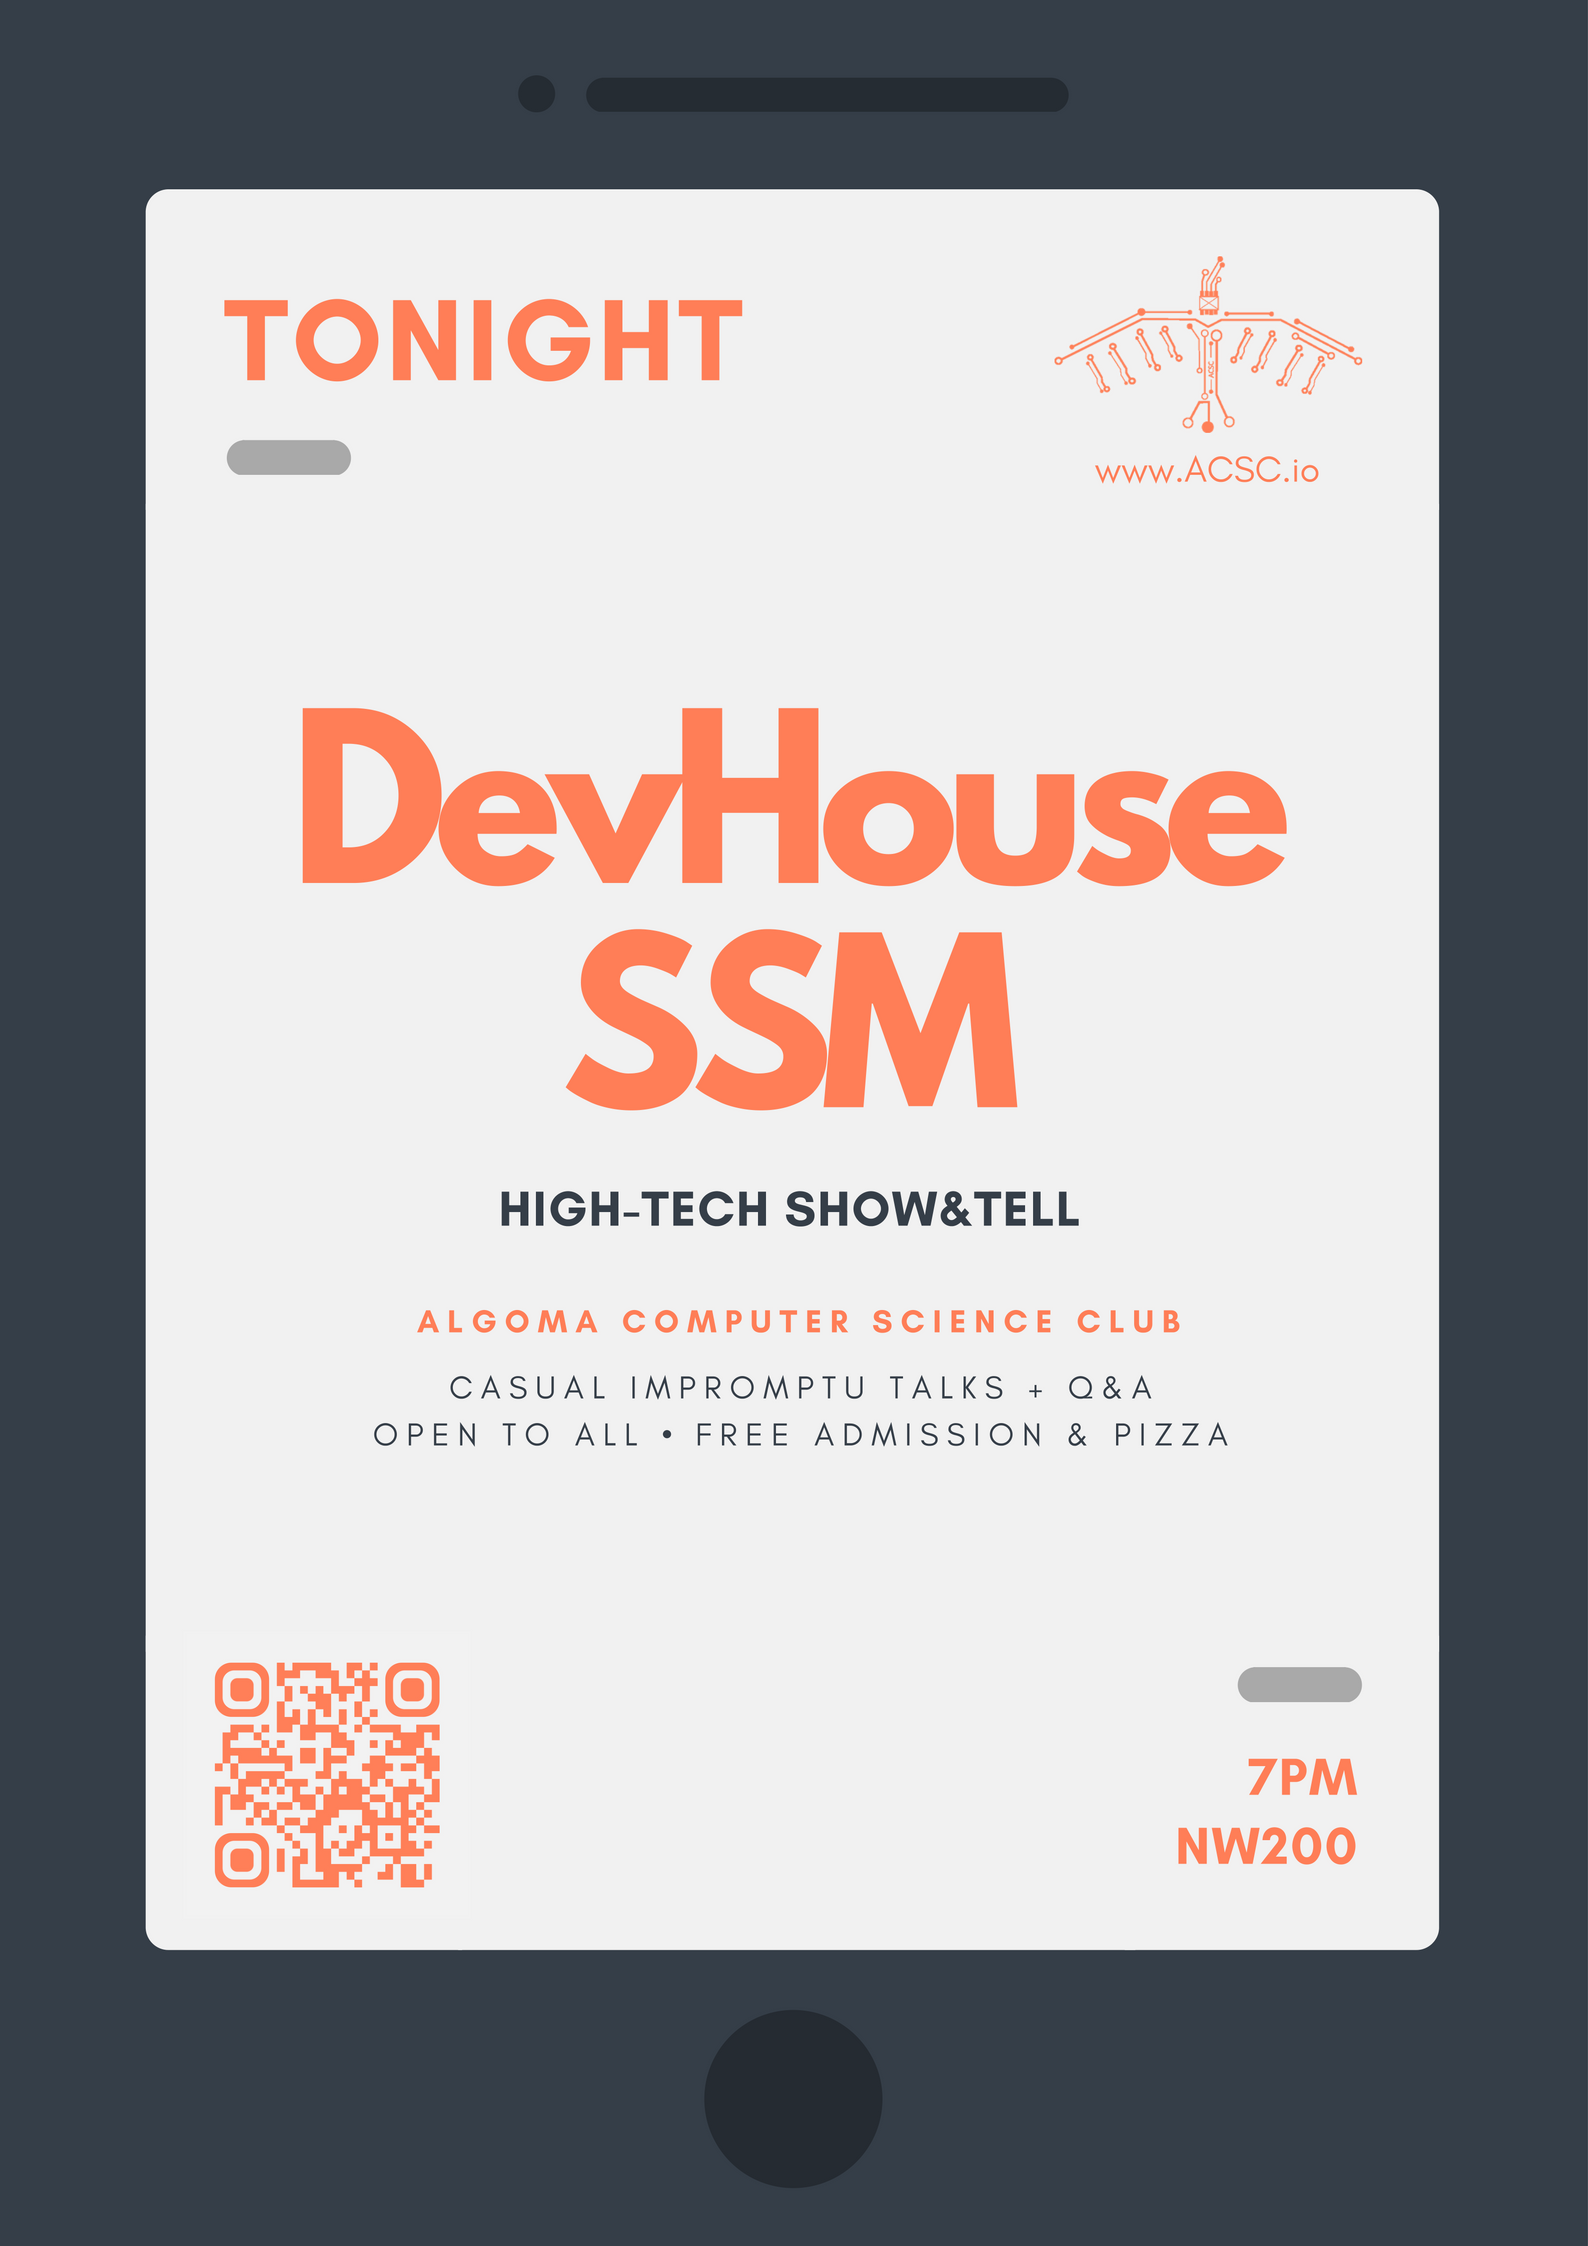 TONIGHT
ACSC
www.ACSC.io
DevHouse
SSM
HIGH-TECH SHOW&TELL
ALGOMA COMPUTER SCIENCE CLUB
CASUAL IMPROMPTU TALKS + Q&A
OPEN TO ALL • FREE ADMISSION & PIZZA
7PM
NW200